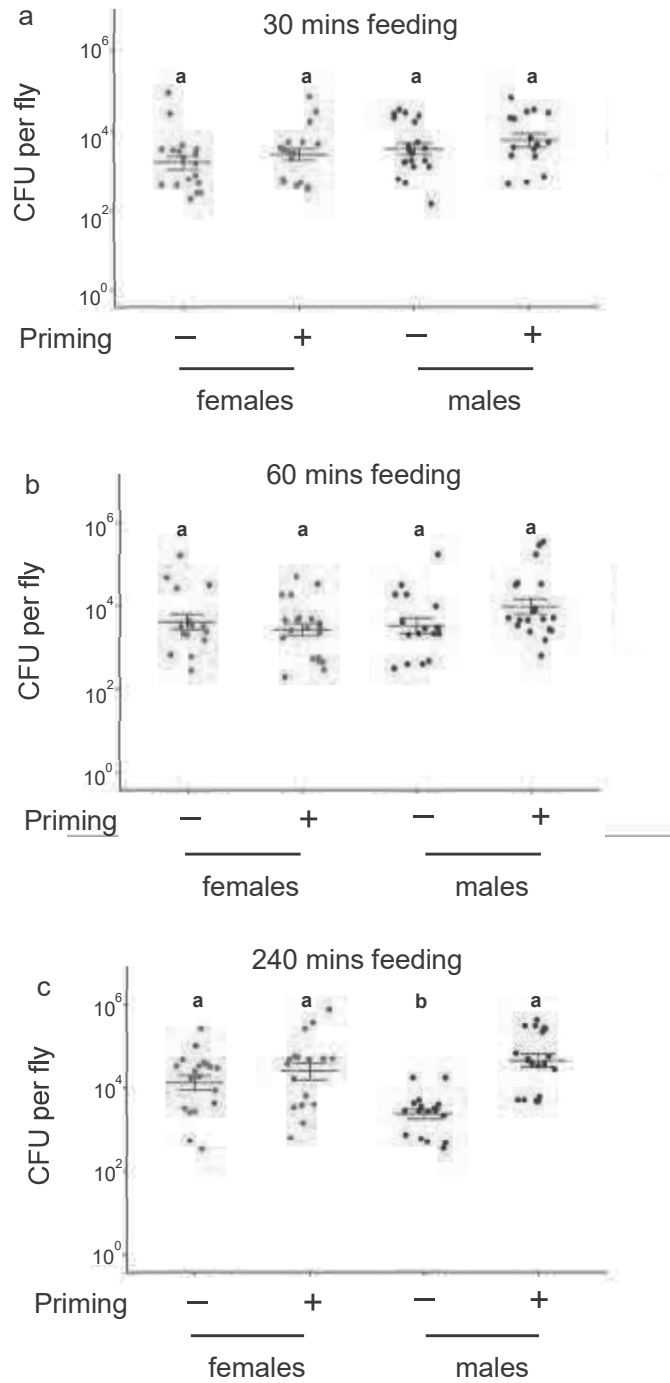 a
30 mins feeding
10^6
a a a a
CFU per fly
10^4
10^2
10^0
Priming − + − +
females males
b
60 mins feeding
10^6
a a a a
CFU per fly
10^4
10^2
10^0
Priming − + − +
females males
c
240 mins feeding
10^6
a a b a
CFU per fly
10^4
10^2
10^0
Priming − + − +
females males